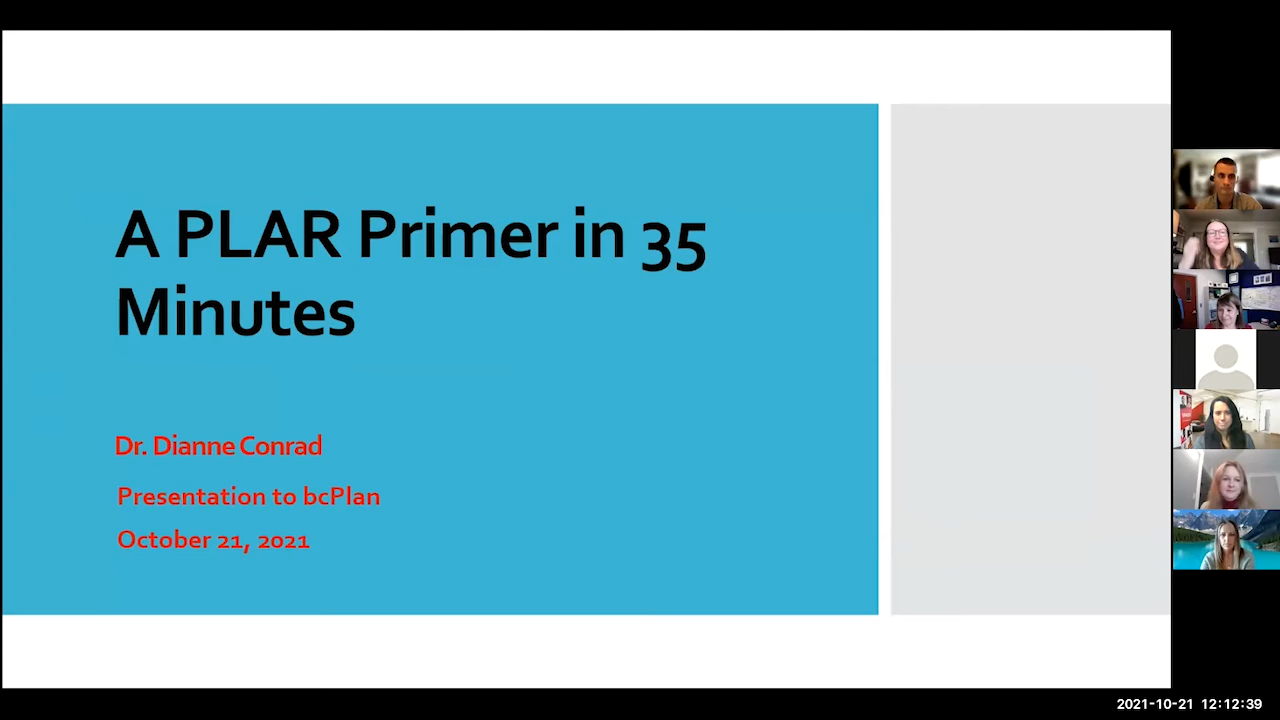 A PLAR Primer in 35
Minutes
Dr. Dianne Conrad
Presentation to bcPlan
October 21, 2021
2021-10-21 12:12:39